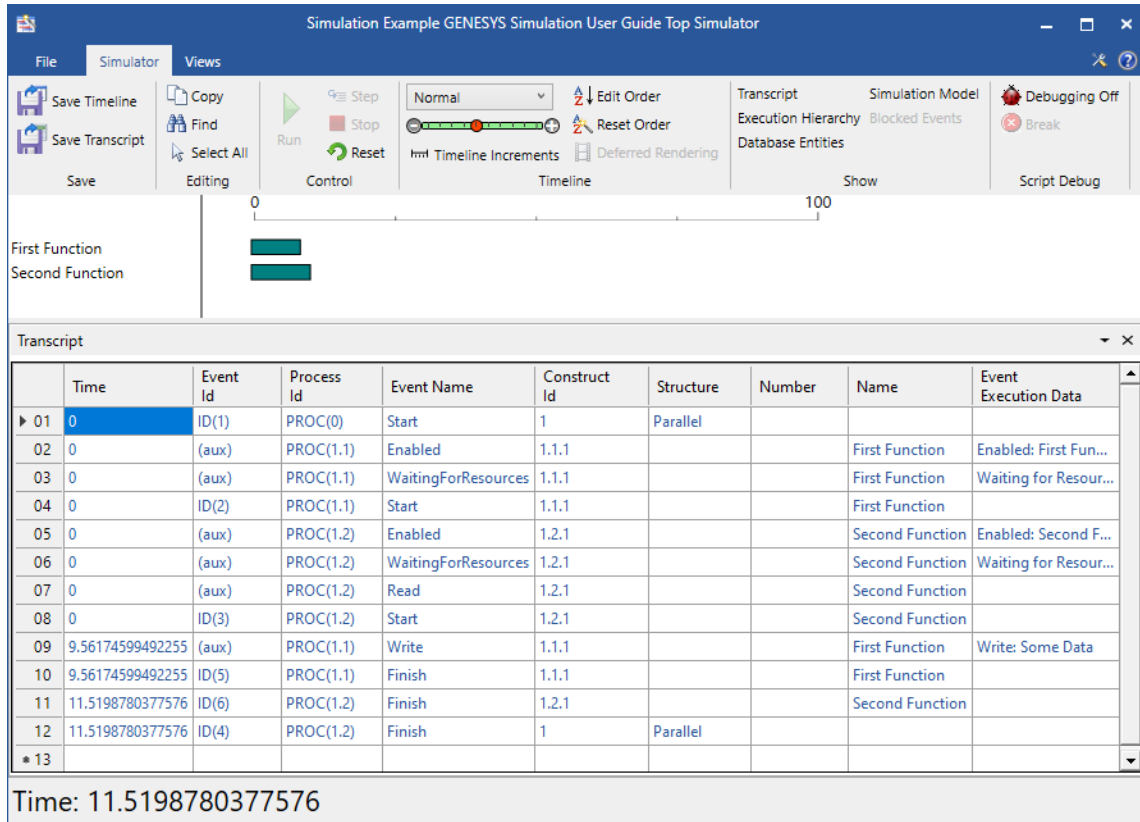 Simulation Example GENESYS Simulation User Guide Top Simulator
File Simulator Views
Save Timeline Copy Run Step Normal Edit Order Transcript Simulation Model Debugging Off
Save Transcript Find Stop Reset Order Execution Hierarchy Blocked Events Break
Select All Reset Timeline Increments Deferred Rendering Database Entities
Save Editing Control Timeline Show Script Debug
0 100
First Function
Second Function
Transcript
Time Event Id Process Id Event Name Construct Id Structure Number Name Event Execution Data
01 0 ID(1) PROC(0) Start 1 Parallel
02 0 (aux) PROC(1.1) Enabled 1.1.1 First Function Enabled: First Fun...
03 0 (aux) PROC(1.1) WaitingForResources 1.1.1 First Function Waiting for Resour...
04 0 ID(2) PROC(1.1) Start 1.1.1 First Function
05 0 (aux) PROC(1.2) Enabled 1.2.1 Second Function Enabled: Second F...
06 0 (aux) PROC(1.2) WaitingForResources 1.2.1 Second Function Waiting for Resour...
07 0 (aux) PROC(1.2) Read 1.2.1 Second Function
08 0 ID(3) PROC(1.2) Start 1.2.1 Second Function
09 9.56174599492255 (aux) PROC(1.1) Write 1.1.1 First Function Write: Some Data
10 9.56174599492255 ID(5) PROC(1.1) Finish 1.1.1 First Function
11 11.5198780377576 ID(6) PROC(1.2) Finish 1.2.1 Second Function
12 11.5198780377576 ID(4) PROC(1.2) Finish 1 Parallel
* 13
Time: 11.5198780377576